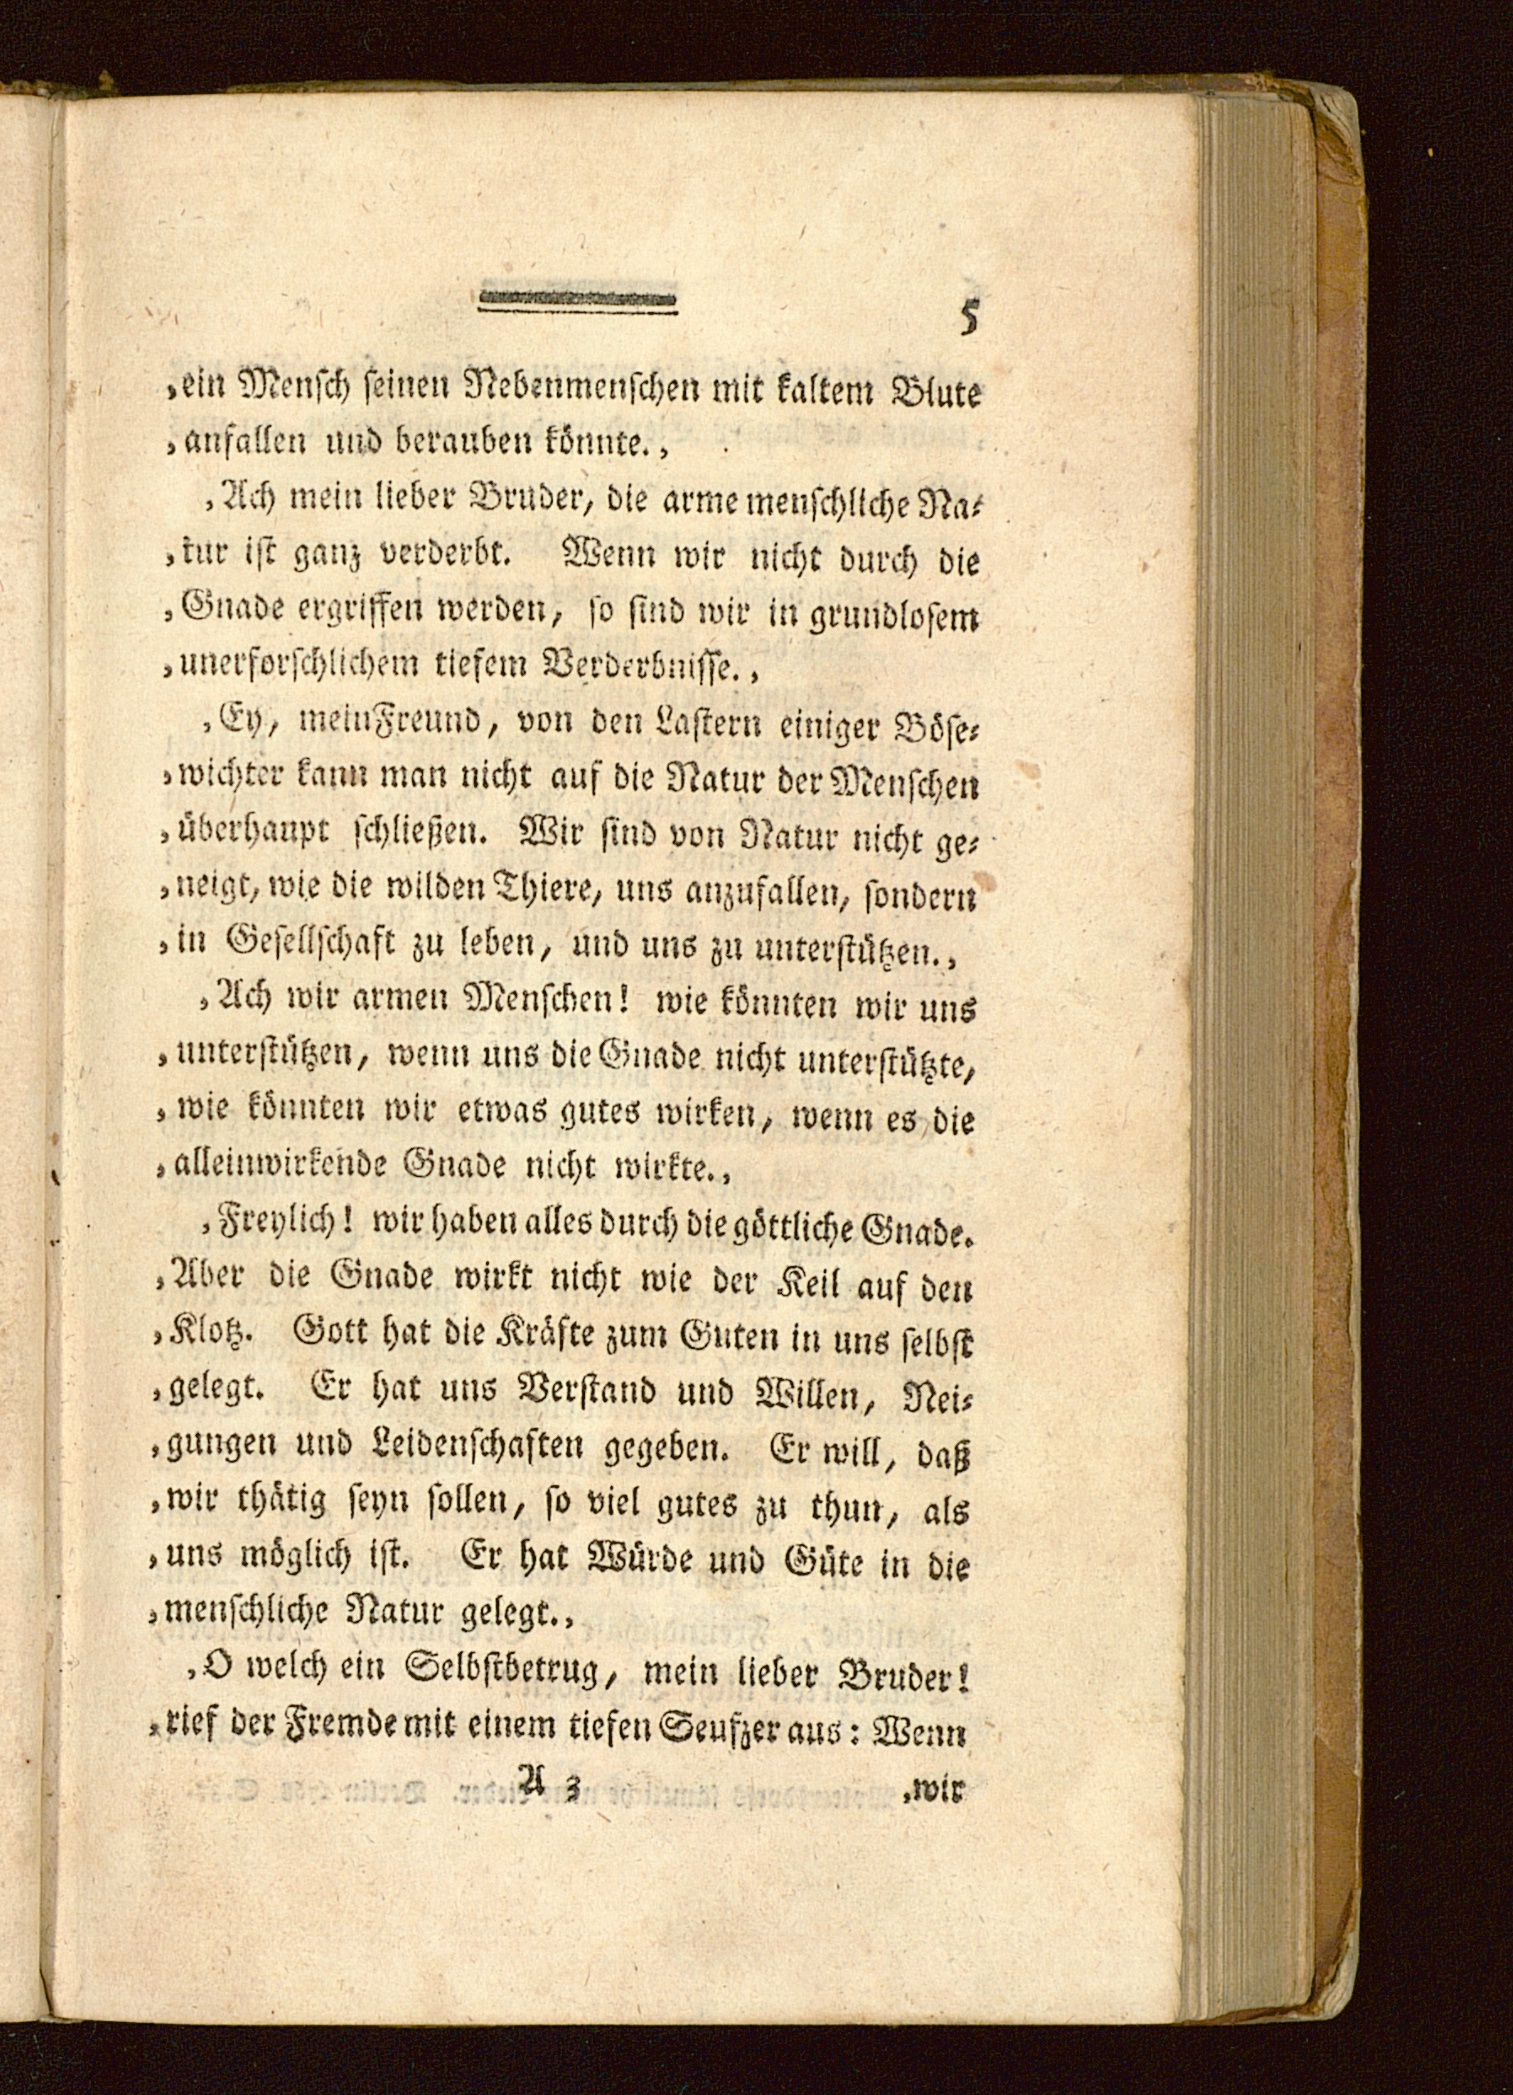 5
‚ein Menſch ſeinen Nebenmenſchen mit kaltem Blute
‚anfallen und berauben könnte.‚
‚Ach mein lieber Bruder, die arme menſchliche Na⸗
‚tur iſt ganz verderbt. Wenn wir nicht durch die
‚Gnade ergriffen werden, ſo ſind wir in grundloſem
‚unerforſchlichem tiefem Verderbniſſe.‚
‚Ey, mein Freund, von den Laſtern einiger Böſe⸗
‚wichter kann man nicht auf die Natur der Menſchen
‚überhaupt ſchließen. Wir ſind von Natur nicht ge⸗
‚neigt, wie die wilden Thiere, uns anzufallen, ſondern
‚in Geſellſchaft zu leben, und uns zu unterſtützen.‚
‚Ach wir armen Menſchen! wie könnten wir uns
‚unterſtützen, wenn uns die Gnade nicht unterſtützte,
‚wie könnten wir etwas gutes wirken, wenn es die
‚alleinwirkende Gnade nicht wirkte.‚
‚Freylich! wir haben alles durch die göttliche Gnade.
‚Aber die Gnade wirkt nicht wie der Keil auf den
‚Klotz. Gott hat die Kräfte zum Guten in uns ſelbſt
‚gelegt. Er hat uns Verſtand und Willen, Nei⸗
‚gungen und Leidenſchaften gegeben. Er will, daß
‚wir thätig ſeyn ſollen, ſo viel gutes zu thun, als
‚uns möglich iſt. Er hat Würde und Güte in die
‚menſchliche Natur gelegt.‚
‚O welch ein Selbſtbetrug, mein lieber Bruder!
‚rief der Fremde mit einem tiefen Seufzer aus: Wenn
A 3 ‚wir